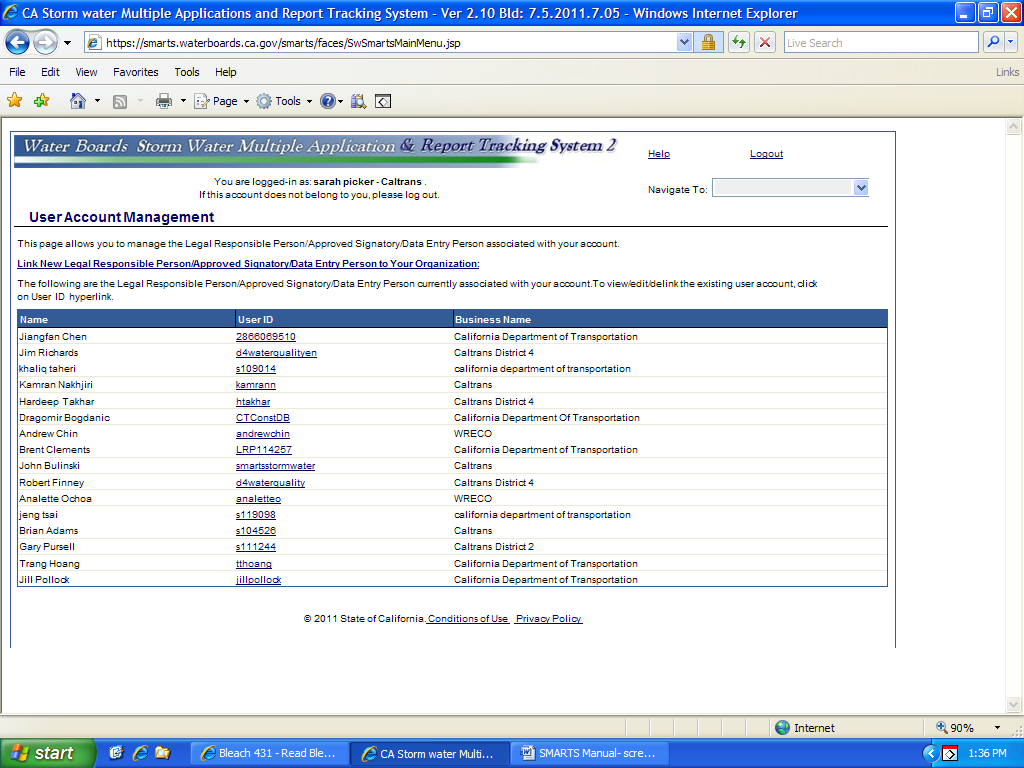 CA Storm water Multiple Applications and Report Tracking System - Ver 2.10 Bld: 7.5.2011.7.05 - Windows Internet Explorer
https://smarts.waterboards.ca.gov/smarts/faces/SwSmartsMainMenu.jsp Live Search
File Edit View Favorites Tools Help Links
Page Tools
Water Boards Storm Water Multiple Application & Report Tracking System 2
Help Logout
You are logged-in as: sarah picker - Caltrans .
If this account does not belong to you, please log out.
Navigate To:
User Account Management
This page allows you to manage the Legal Responsible Person/Approved Signatory/Data Entry Person associated with your account.
Link New Legal Responsible Person/Approved Signatory/Data Entry Person to Your Organization:
The following are the Legal Responsible Person/Approved Signatory/Data Entry Person currently associated with your account.To view/edit/delink the existing user account, click
on User ID hyperlink.
Name User ID Business Name
Jiangfan Chen 2866069510 California Department of Transportation
Jim Richards d4waterqualityen Caltrans District 4
khaliq taheri s109014 california department of transportation
Kamran Nakhjiri kamrann Caltrans
Hardeep Takhar htakhar Caltrans District 4
Dragomir Bogdanic CTConstDB California Department Of Transportation
Andrew Chin andrewchin WRECO
Brent Clements LRP114257 California Department of Transportation
John Bulinski smartsstormwater Caltrans
Robert Finney d4waterquality Caltrans District 4
Analette Ochoa analetteo WRECO
jeng tsai s119098 california department of transportation
Brian Adams s104526 Caltrans
Gary Pursell s111244 Caltrans District 2
Trang Hoang tthoang California Department of Transportation
Jill Pollock jillpollock California Department of Transportation
© 2011 State of California. Conditions of Use Privacy Policy
Internet 90%
start Bleach 431 - Read Ble... CA Storm water Multi... SMARTS Manual- scre... 1:36 PM